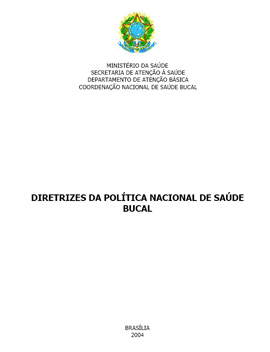 MINISTÉRIO DA SAÚDE
SECRETARIA DE ATENÇÃO À SAÚDE
DEPARTAMENTO DE ATENÇÃO BÁSICA
COORDENAÇÃO NACIONAL DE SAÚDE BUCAL
DIRETRIZES DA POLÍTICA NACIONAL DE SAÚDE
BUCAL
BRASÍLIA
2004